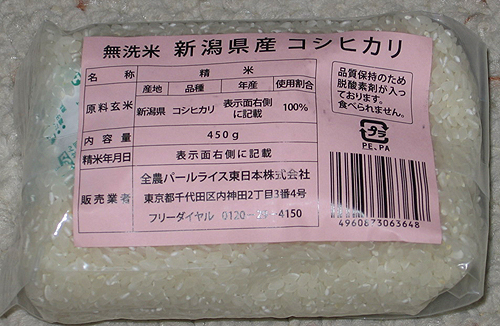 無洗米 新潟県産 コシヒカリ
名 称 精 米
原料玄米 産地 品種 年産 使用割合
新潟県 コシヒカリ 表示面右側に記載 100%
内 容 量 450g
精米年月日 表示面右側に記載
販売業者 全農パールライス東日本株式会社
東京都千代田区内神田2丁目3番4号
フリーダイヤル 0120- -4150
品質保持のため
脱酸素剤が入っ
ております。
食べられません。
プラ
PE,PA
4960873063648